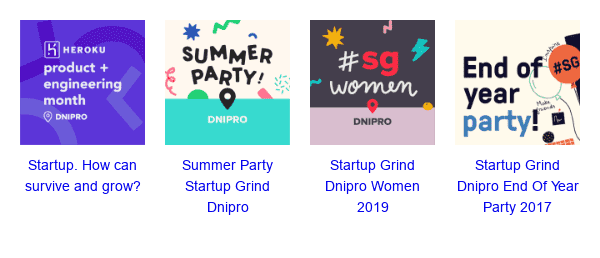 HEROKU
product +
engineering
month
DNIPRO
Startup. How can
survive and grow?
SUMMER
PARTY!
DNIPRO
Summer Party
Startup Grind
Dnipro
#sg
women
DNIPRO
Startup Grind
Dnipro Women
2019
End of
year
party!
#SG
Make
friends
Startup Grind
Dnipro End Of Year
Party 2017